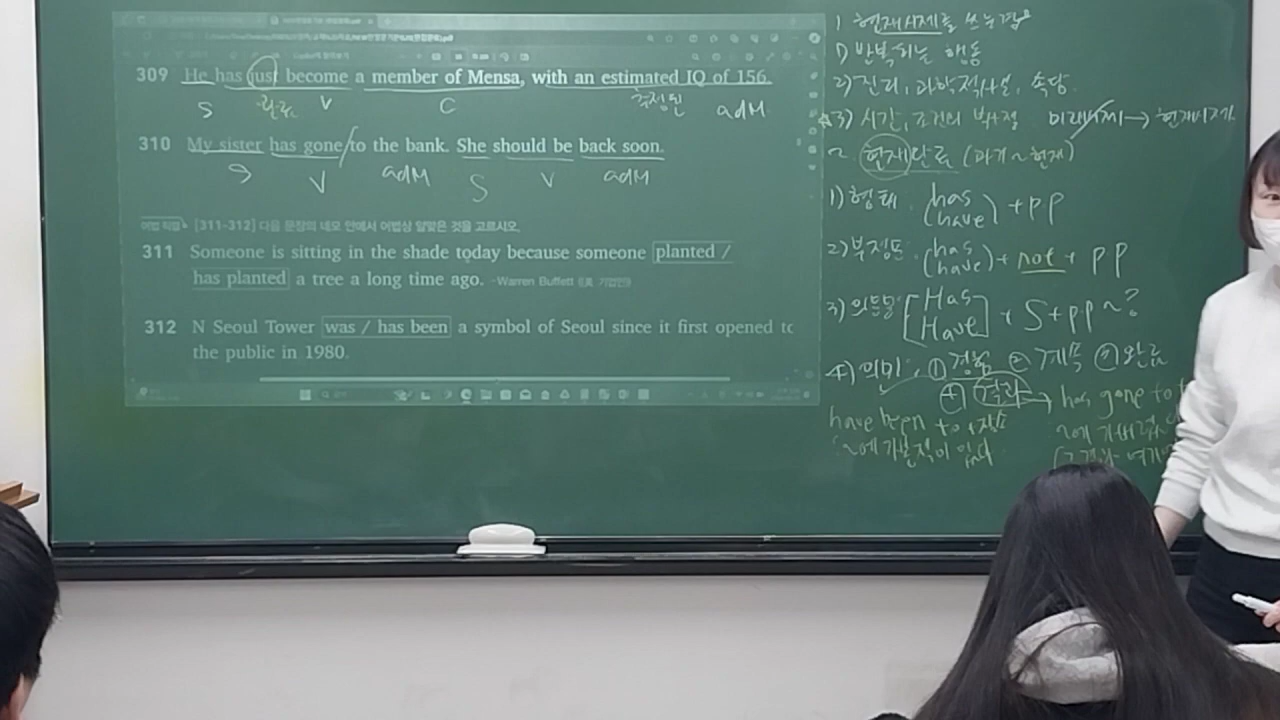 309 He has just become a member of Mensa, with an estimated IQ of 156.
S 완료 V C 추정된 adM
310 My sister has gone/to the bank. She should be back soon.
S V adM S V adM
[311-312] 다음 문장의 네모 안에서 어법상 알맞은 것을 고르시오.
311 Someone is sitting in the shade today because someone planted /
has planted a tree a long time ago. -Warren Buffett
312 N Seoul Tower was / has been a symbol of Seoul since it first opened to
the public in 1980.
1 현재시제를 쓰는
1) 반복되는 행동
2) 진리, 과학적사실, 속담
3) 시간, 조건의 부사절 미래시제→ 현재시제
2 현재완료 (과거~현재)
1) 형태. (has
have) + pp
2) 부정문: (has
have) + not + pp
3) 의문문 [Has
Have] + S + pp ~?
4) 의미: ① 경험 ② 계속 ③ 완료
④ 결과 → has gone to
have been to + 장소
~에 가본적이 있다
~에